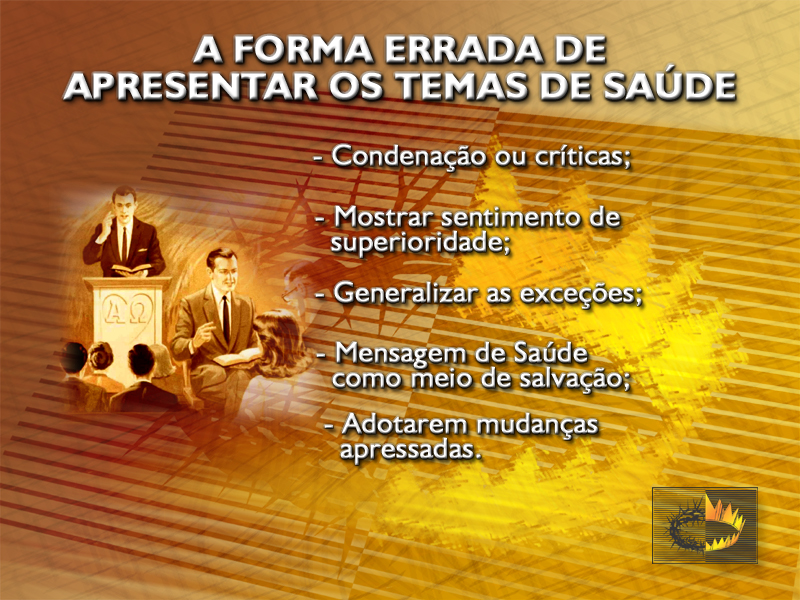 A FORMA ERRADA DE
APRESENTAR OS TEMAS DE SAÚDE
- Condenação ou críticas;
- Mostrar sentimento de
superioridade;
- Generalizar as exceções;
- Mensagem de Saúde
como meio de salvação;
- Adotarem mudanças
apressadas.
ΑΩ